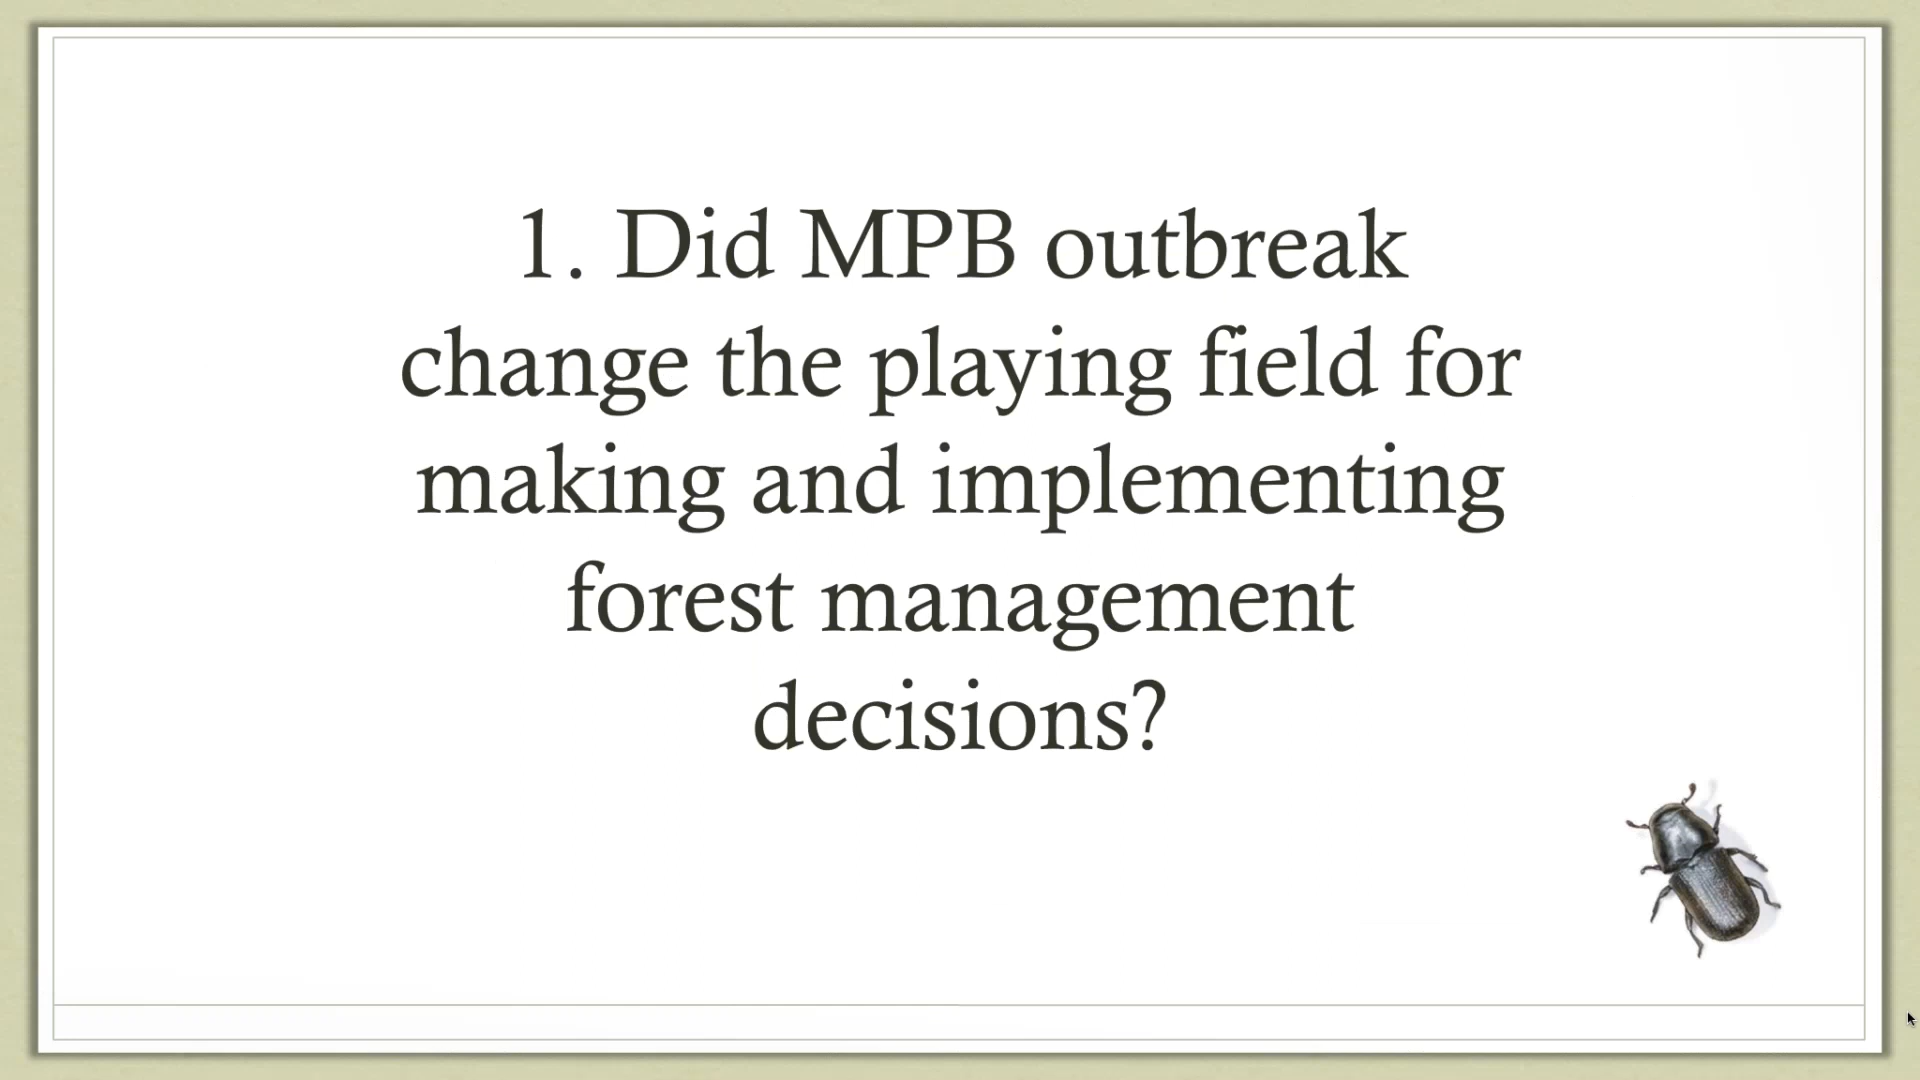 1. Did MPB outbreak
change the playing field for
making and implementing
forest management
decisions?